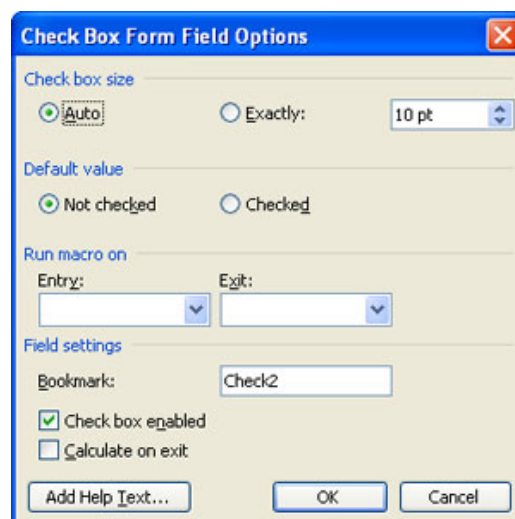 Check Box Form Field Options
Check box size
Auto Exactly: 10 pt
Default value
Not checked Checked
Run macro on
Entry: Exit:
Field settings
Bookmark: Check2
Check box enabled
Calculate on exit
Add Help Text... OK Cancel